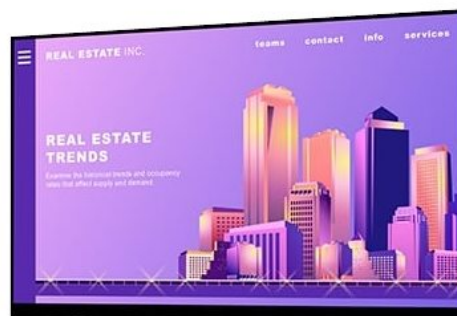 REAL ESTATE INC.
teams contact info services
REAL ESTATE
TRENDS
Examine the historical trends and occupancy
rates that affect supply and demand